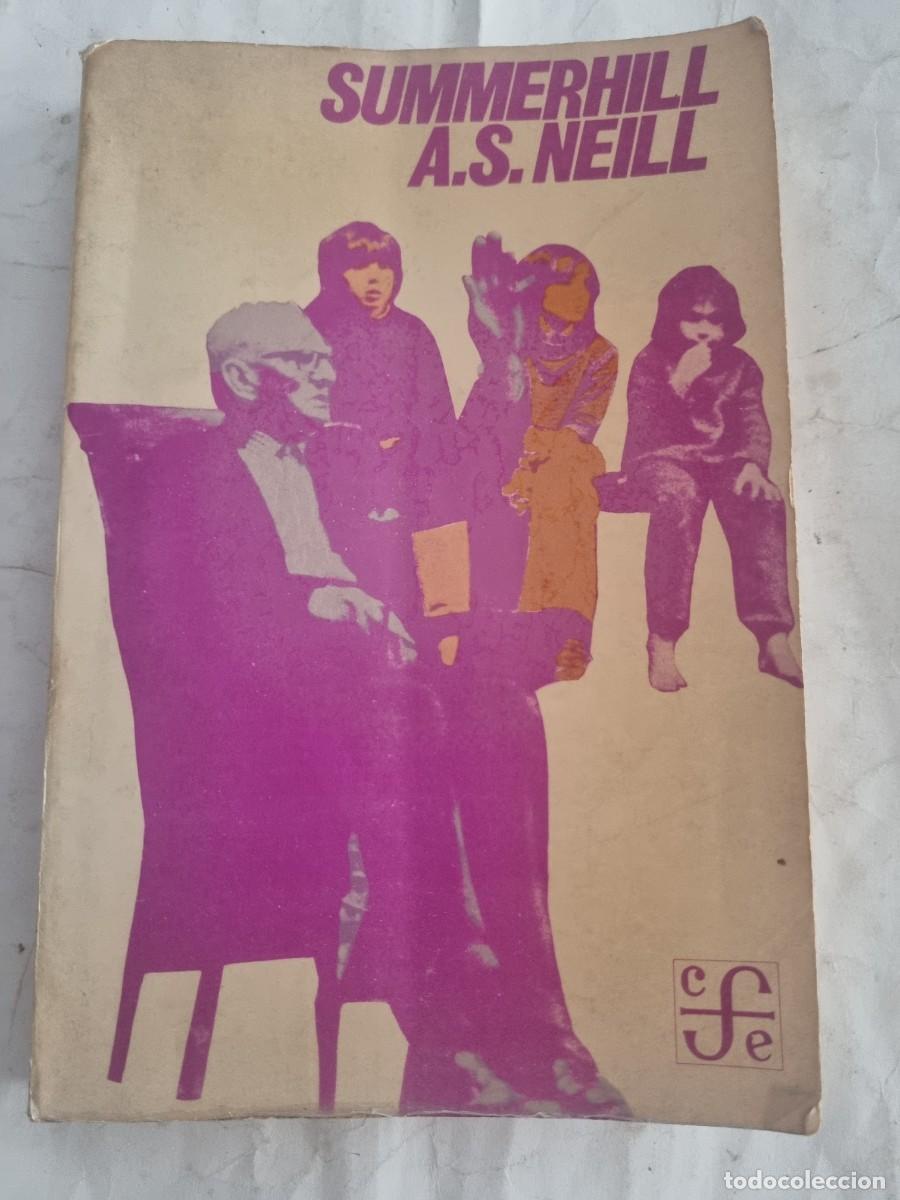 SUMMERHILL
A.S. NEILL
c f e
todocoleccion